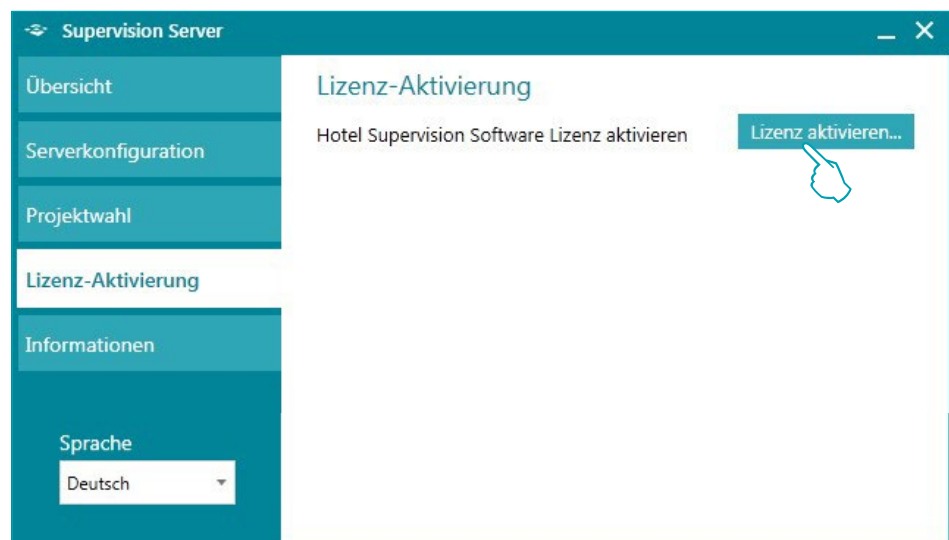 Supervision Server
Übersicht
Serverkonfiguration
Projektwahl
Lizenz-Aktivierung
Informationen
Sprache
Deutsch
Lizenz-Aktivierung
Hotel Supervision Software Lizenz aktivieren
Lizenz aktivieren...